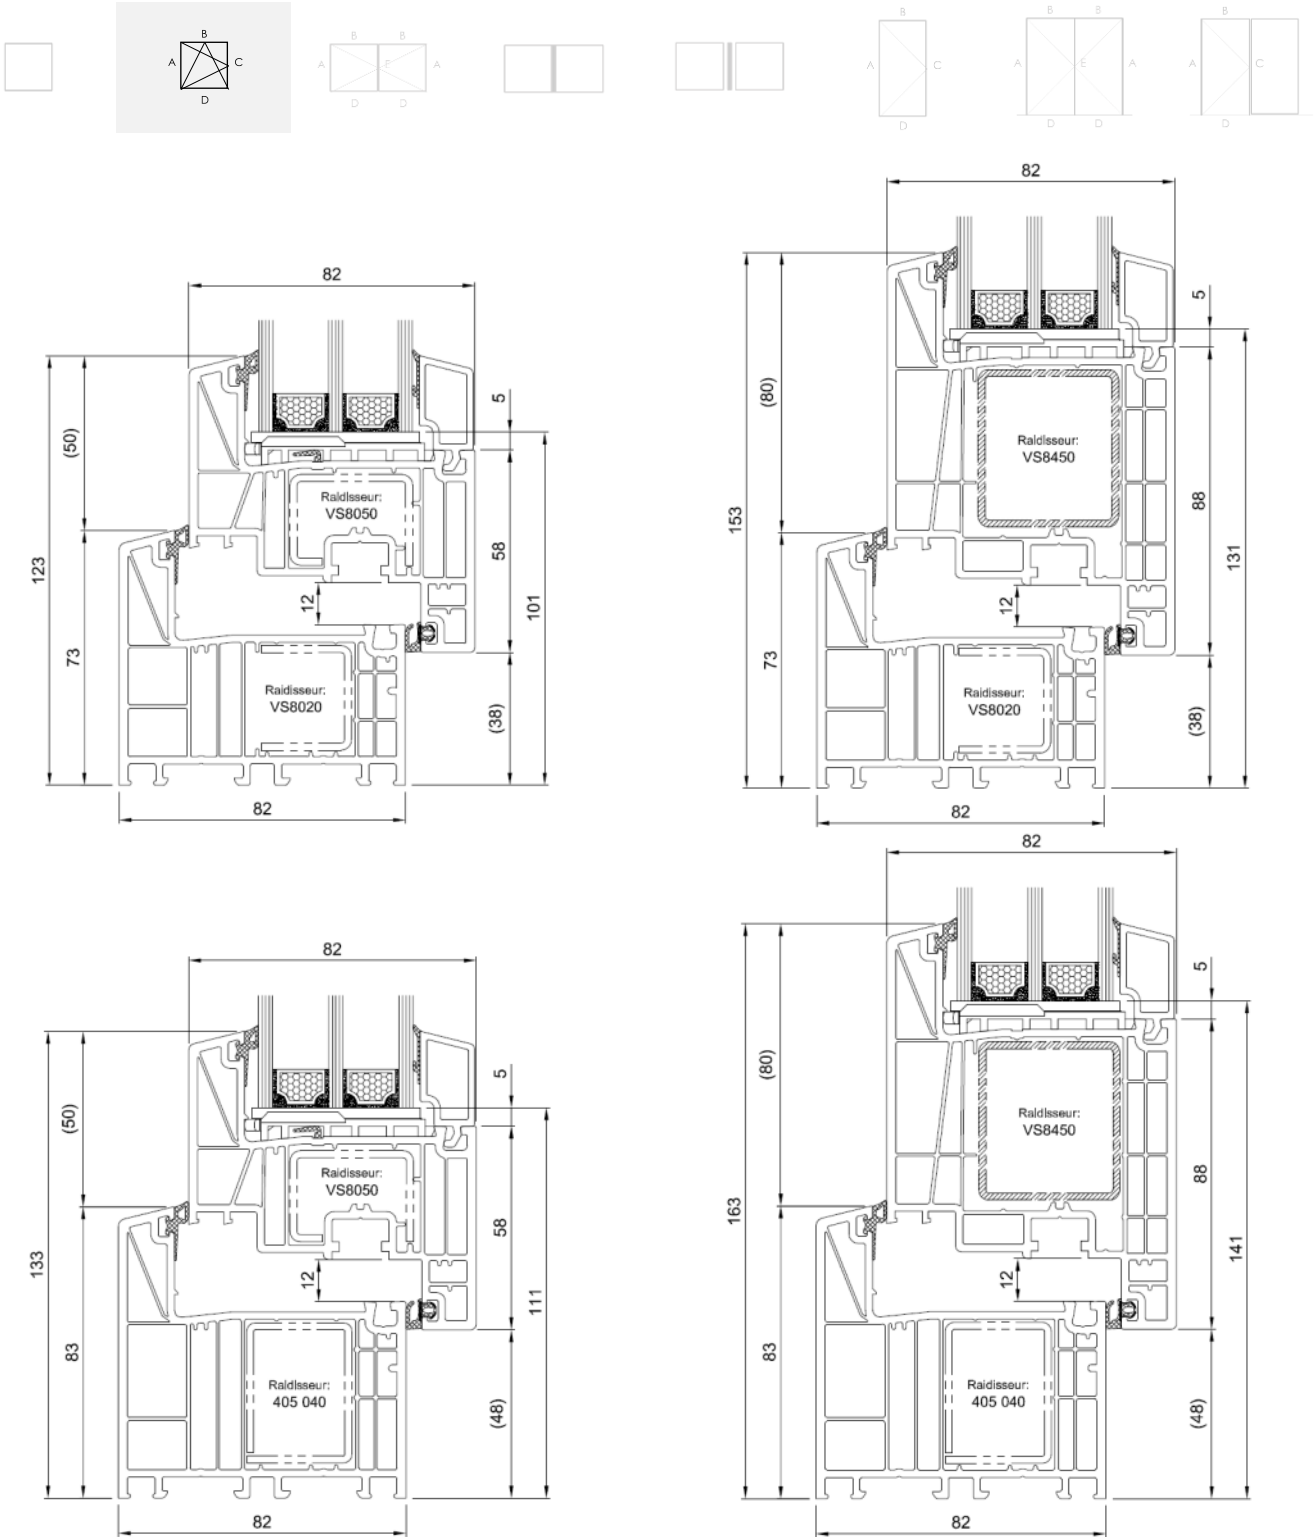 B
A
C
D
B
B
A
E
A
D
D
B
A
C
D
B
B
A
E
A
D
D
B
A
C
D
82
(50)
5
123
Raidisseur:
VS8050
58
12
101
73
Raidisseur:
VS8020
(38)
82
82
5
(80)
Raidisseur:
VS8450
153
88
131
12
73
Raidisseur:
VS8020
(38)
82
82
5
(50)
Raidisseur:
VS8050
133
58
12
111
83
Raidisseur:
405 040
(48)
82
82
5
(80)
Raidisseur:
VS8450
163
88
141
12
83
Raidisseur:
405 040
(48)
82